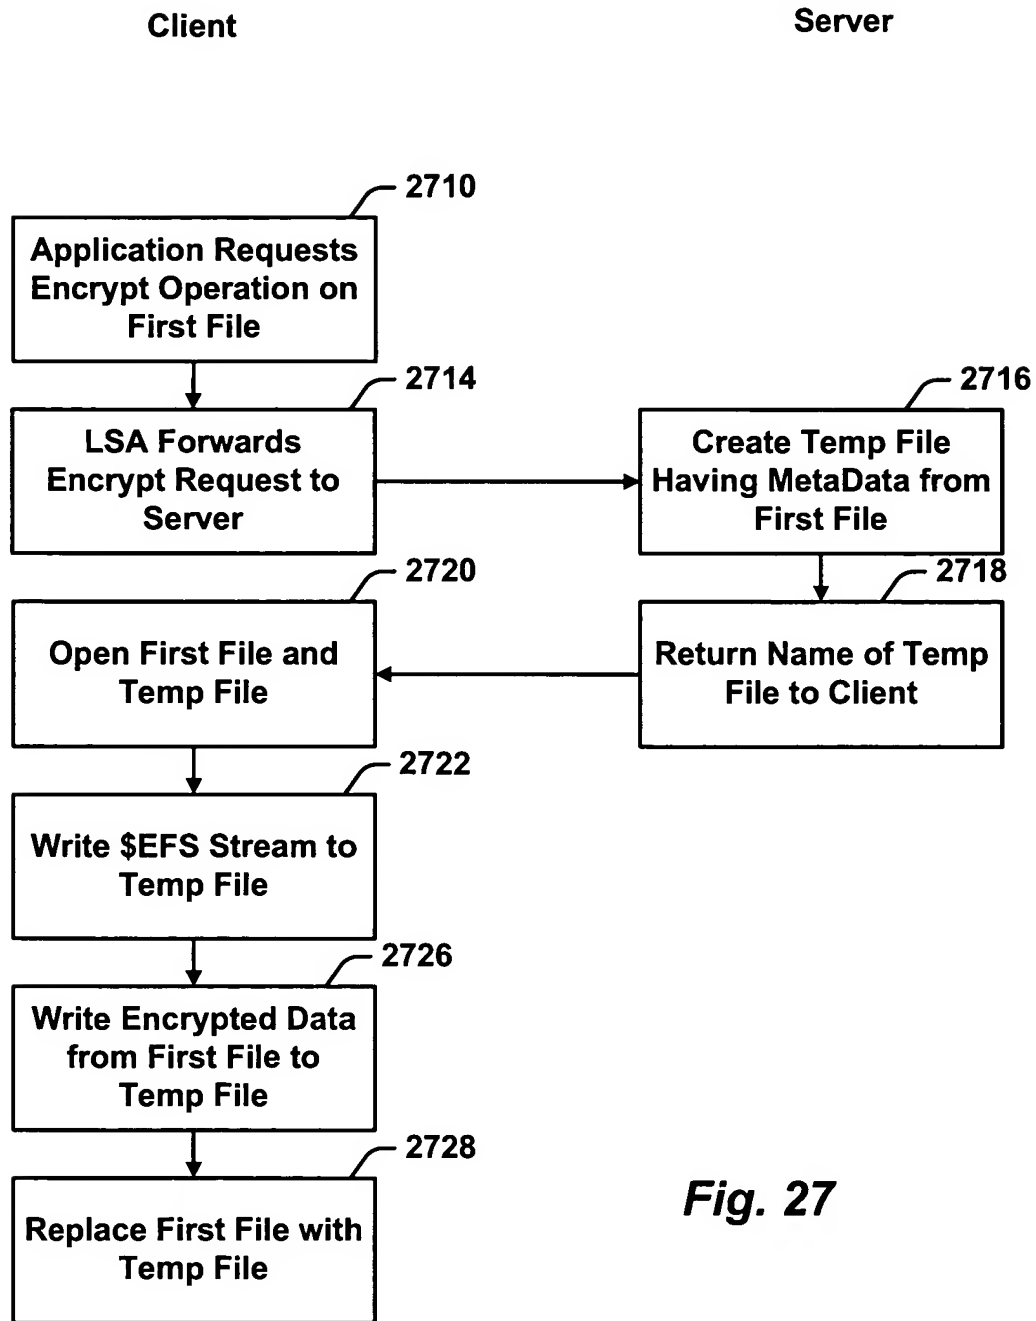 Client
Server
2710
Application Requests
Encrypt Operation on
First File
2714
LSA Forwards
Encrypt Request to
Server
2716
Create Temp File
Having MetaData from
First File
2718
Return Name of Temp
File to Client
2720
Open First File and
Temp File
2722
Write $EFS Stream to
Temp File
2726
Write Encrypted Data
from First File to
Temp File
2728
Replace First File with
Temp File
Fig. 27